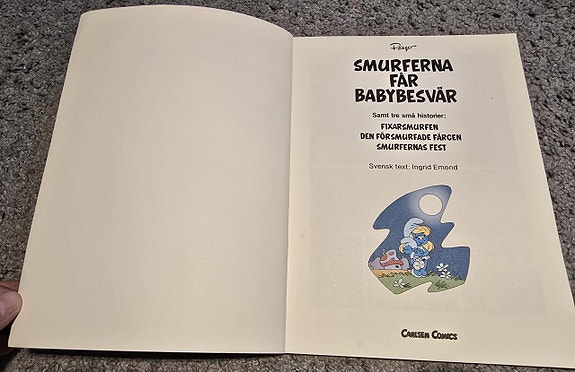 Peyo
SMURFERNA
FÅR
BABYBESVÄR
Samt tre små historier:
FIXARSMURFEN
DEN FÖRSMURFADE FÄRGEN
SMURFERNAS FEST
Svensk text: Ingrid Emond
CARLSEN COMICS